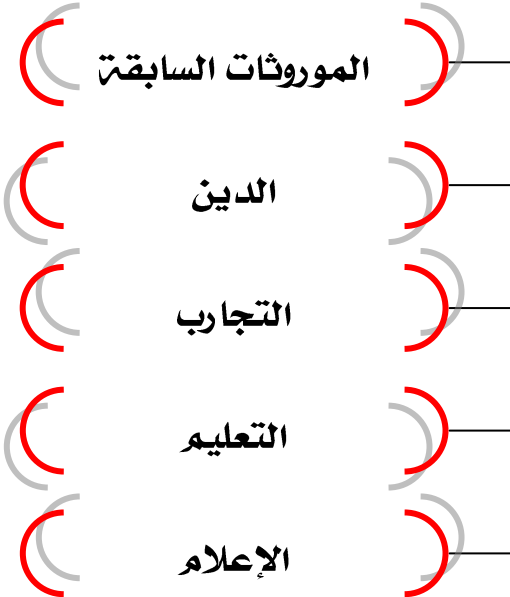 الموروثات السابقة
الدين
التجارب
التعليم
الإعلام